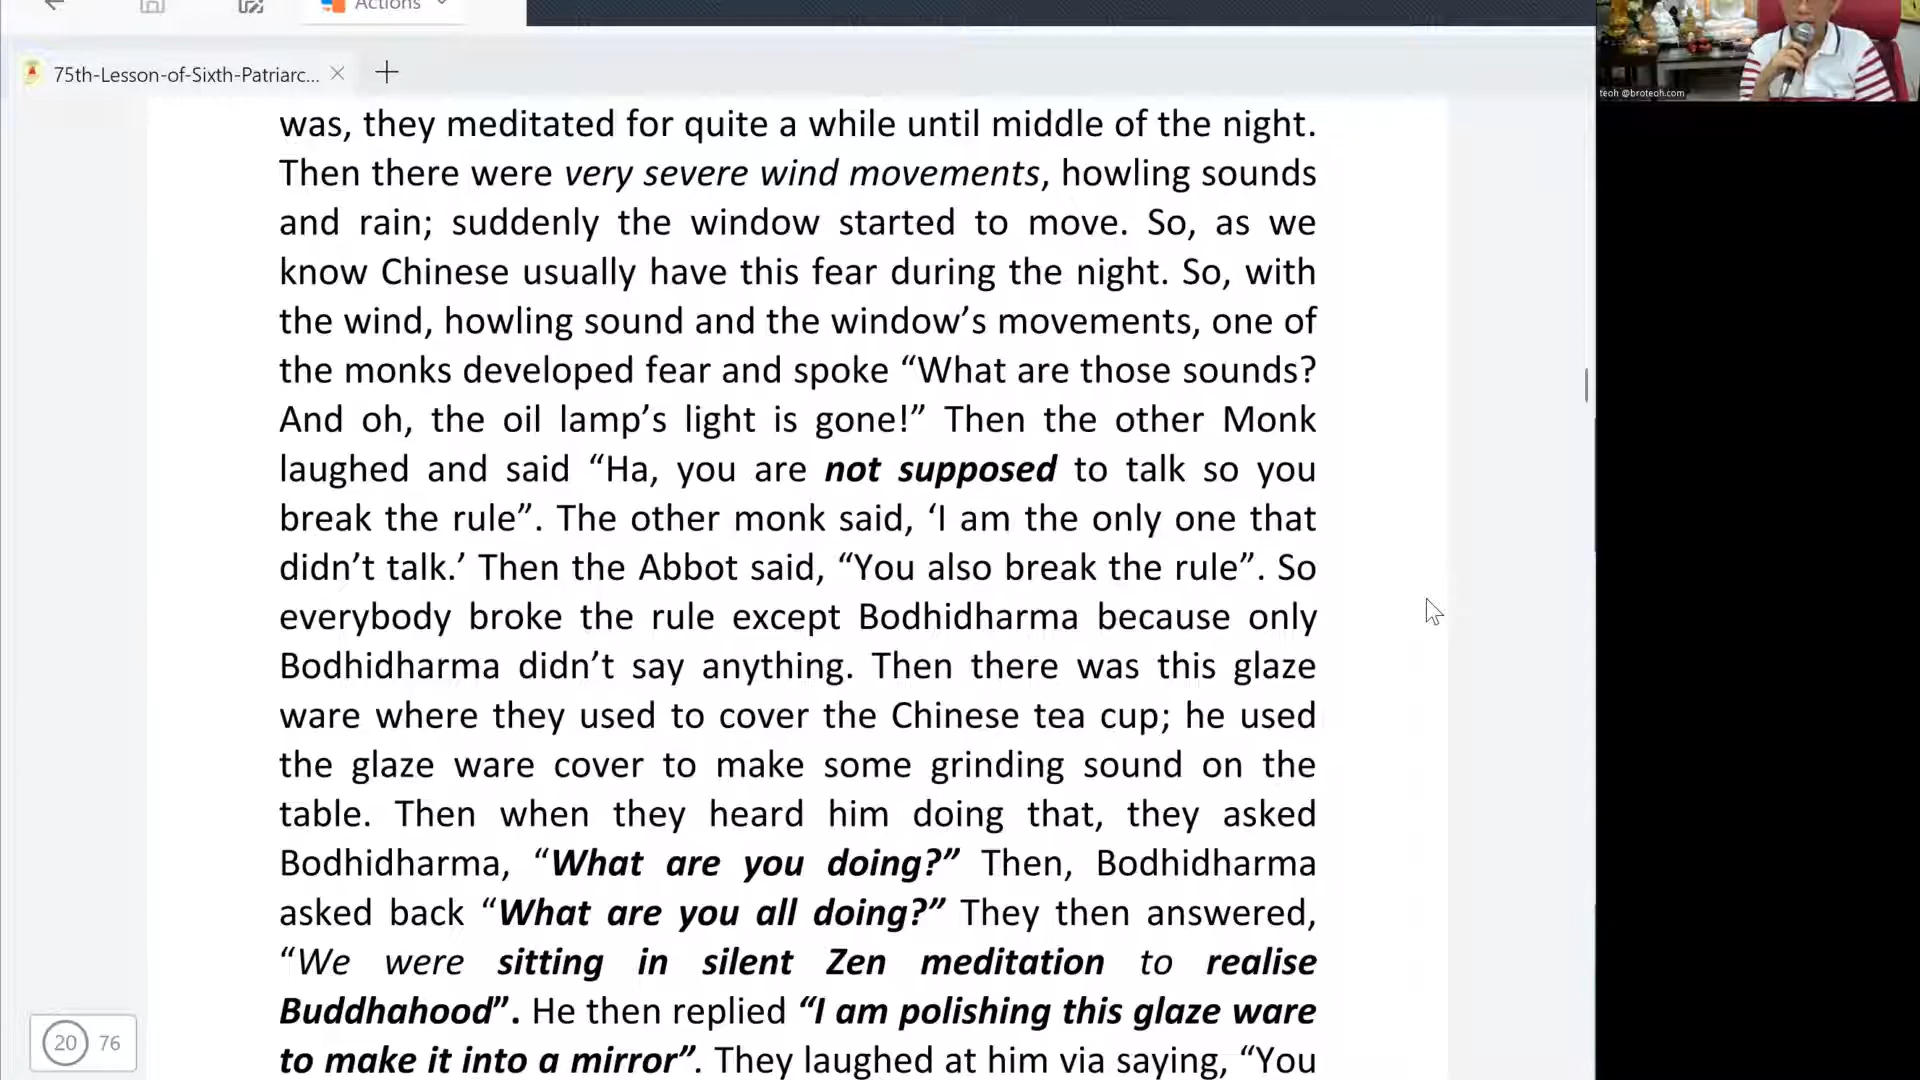 Actions
75th-Lesson-of-Sixth-Patriarc...
teoh @broteoh.com
was, they meditated for quite a while until middle of the night.
Then there were very severe wind movements, howling sounds
and rain; suddenly the window started to move. So, as we
know Chinese usually have this fear during the night. So, with
the wind, howling sound and the window’s movements, one of
the monks developed fear and spoke “What are those sounds?
And oh, the oil lamp’s light is gone!” Then the other Monk
laughed and said “Ha, you are not supposed to talk so you
break the rule”. The other monk said, ‘I am the only one that
didn’t talk.’ Then the Abbot said, “You also break the rule”. So
everybody broke the rule except Bodhidharma because only
Bodhidharma didn’t say anything. Then there was this glaze
ware where they used to cover the Chinese tea cup; he used
the glaze ware cover to make some grinding sound on the
table. Then when they heard him doing that, they asked
Bodhidharma, “What are you doing?” Then, Bodhidharma
asked back “What are you all doing?” They then answered,
“We were sitting in silent Zen meditation to realise
Buddhahood”. He then replied “I am polishing this glaze ware
to make it into a mirror”. They laughed at him via saying, “You
20 76